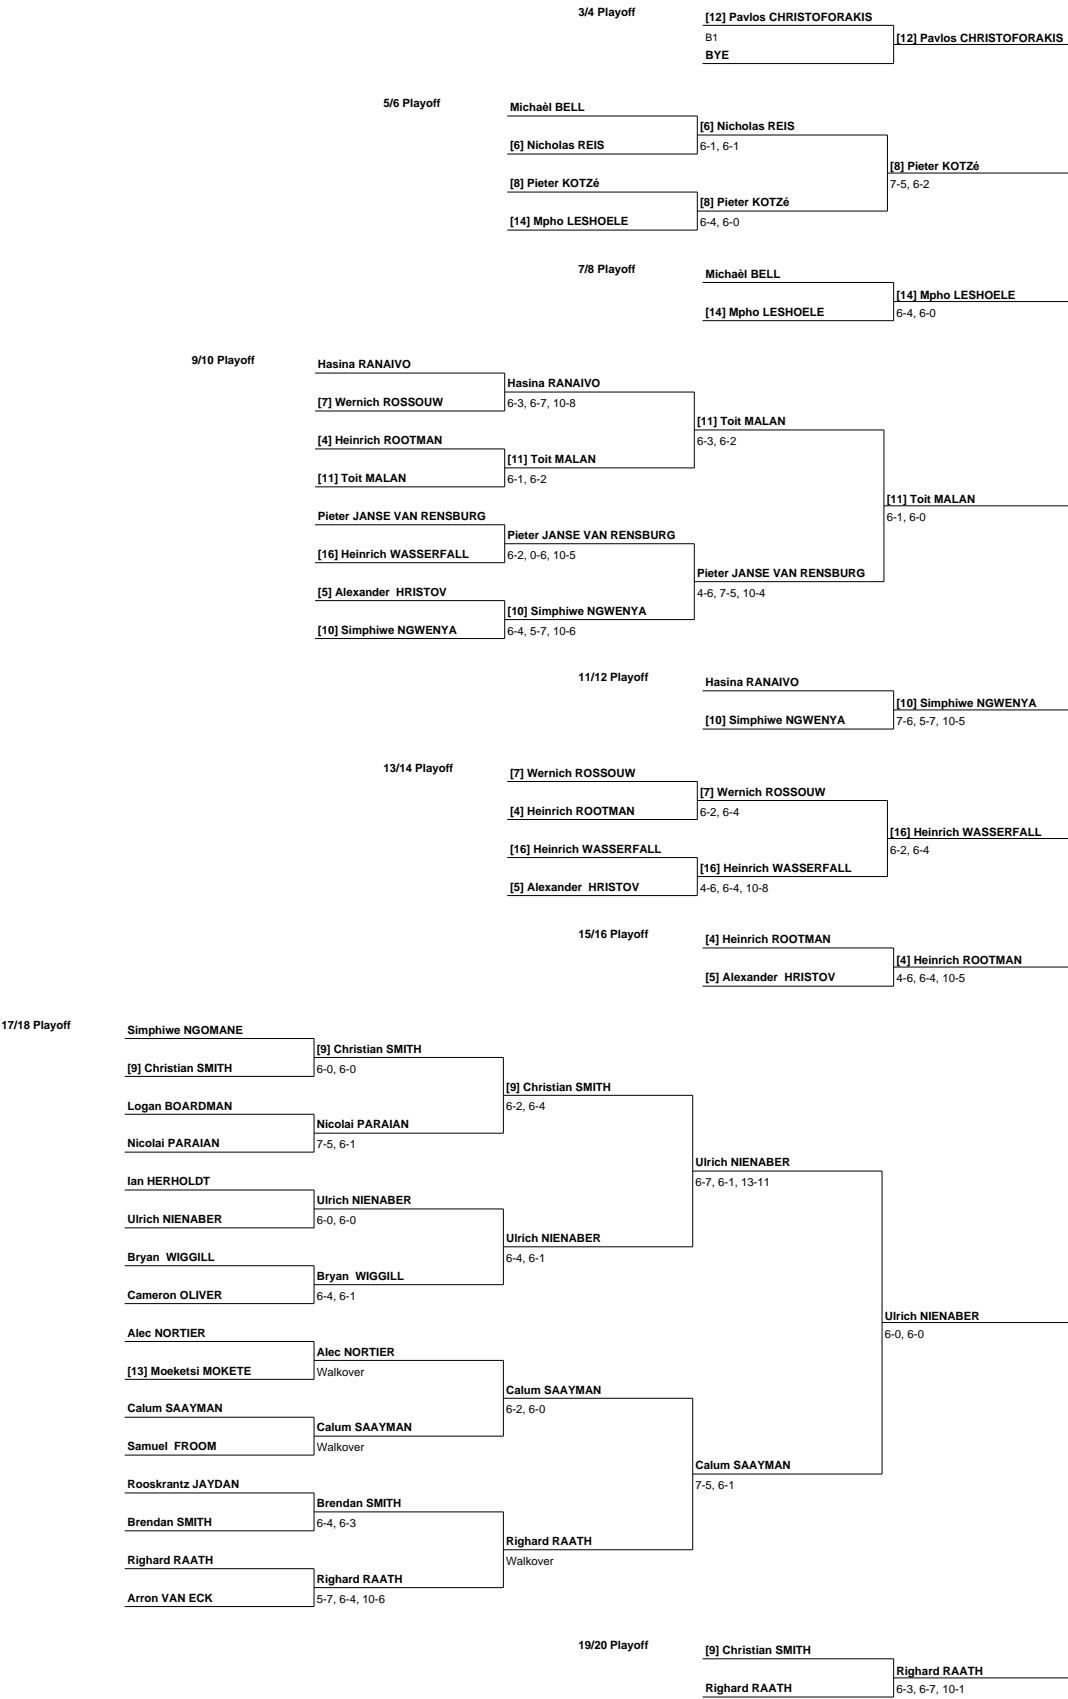 3/4 Playoff
[12] Pavlos CHRISTOFORAKIS
B1
[12] Pavlos CHRISTOFORAKIS
BYE
5/6 Playoff
Michaèl BELL
[6] Nicholas REIS
[6] Nicholas REIS
6-1, 6-1
[8] Pieter KOTZé
[8] Pieter KOTZé
7-5, 6-2
[8] Pieter KOTZé
[14] Mpho LESHOELE
6-4, 6-0
7/8 Playoff
Michaèl BELL
[14] Mpho LESHOELE
[14] Mpho LESHOELE
6-4, 6-0
9/10 Playoff
Hasina RANAIVO
Hasina RANAIVO
[7] Wernich ROSSOUW
6-3, 6-7, 10-8
[11] Toit MALAN
[4] Heinrich ROOTMAN
6-3, 6-2
[11] Toit MALAN
[11] Toit MALAN
6-1, 6-2
[11] Toit MALAN
Pieter JANSE VAN RENSBURG
6-1, 6-0
Pieter JANSE VAN RENSBURG
[16] Heinrich WASSERFALL
6-2, 0-6, 10-5
Pieter JANSE VAN RENSBURG
[5] Alexander  HRISTOV
4-6, 7-5, 10-4
[10] Simphiwe NGWENYA
[10] Simphiwe NGWENYA
6-4, 5-7, 10-6
11/12 Playoff
Hasina RANAIVO
[10] Simphiwe NGWENYA
[10] Simphiwe NGWENYA
7-6, 5-7, 10-5
13/14 Playoff
[7] Wernich ROSSOUW
[7] Wernich ROSSOUW
[4] Heinrich ROOTMAN
6-2, 6-4
[16] Heinrich WASSERFALL
[16] Heinrich WASSERFALL
6-2, 6-4
[16] Heinrich WASSERFALL
[5] Alexander  HRISTOV
4-6, 6-4, 10-8
15/16 Playoff
[4] Heinrich ROOTMAN
[4] Heinrich ROOTMAN
[5] Alexander  HRISTOV
4-6, 6-4, 10-5
17/18 Playoff
Simphiwe NGOMANE
[9] Christian SMITH
[9] Christian SMITH
6-0, 6-0
[9] Christian SMITH
Logan BOARDMAN
6-2, 6-4
Nicolai PARAIAN
Nicolai PARAIAN
7-5, 6-1
Ulrich NIENABER
Ian HERHOLDT
6-7, 6-1, 13-11
Ulrich NIENABER
Ulrich NIENABER
6-0, 6-0
Ulrich NIENABER
Bryan  WIGGILL
6-4, 6-1
Bryan  WIGGILL
Cameron OLIVER
6-4, 6-1
Ulrich NIENABER
Alec NORTIER
6-0, 6-0
Alec NORTIER
[13] Moeketsi MOKETE
Walkover
Calum SAAYMAN
Calum SAAYMAN
6-2, 6-0
Calum SAAYMAN
Samuel  FROOM
Walkover
Calum SAAYMAN
Rooskrantz JAYDAN
7-5, 6-1
Brendan SMITH
Brendan SMITH
6-4, 6-3
Righard RAATH
Righard RAATH
Walkover
Righard RAATH
Arron VAN ECK
5-7, 6-4, 10-6
19/20 Playoff
[9] Christian SMITH
Righard RAATH
Righard RAATH
6-3, 6-7, 10-1